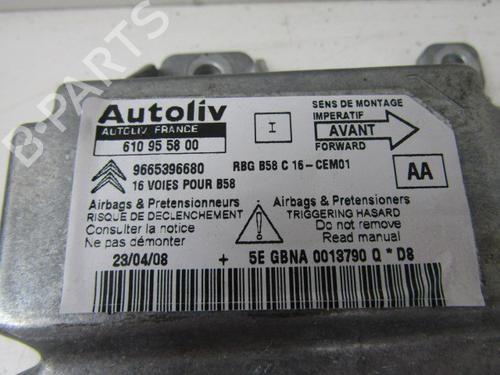 B-PARTS
Autoliv
AUTOLIV FRANCE
610 95 58 00
I
SENS DE MONTAGE
IMPERATIF
AVANT
FORWARD
9665396680
RBG B58 C 16-CEM01
16 VOIES POUR B58
AA
Airbags & Pretensionneurs
RISQUE DE DECLENCHEMENT
Consulter la notice
Ne pas démonter
Airbags & Pretensioners
TRIGGERING HASARD
Do not remove
Read manual
23/04/08 + 5E GBNA 0013790 Q * D8